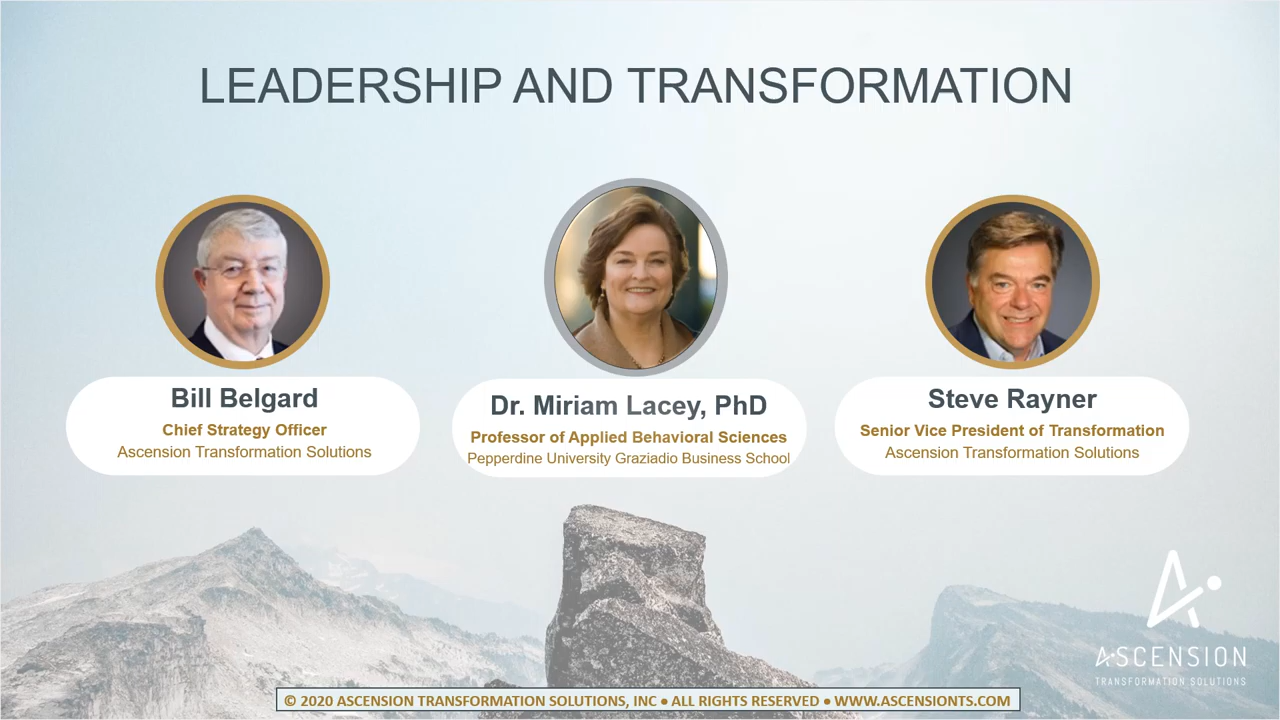 LEADERSHIP AND TRANSFORMATION
Bill Belgard
Chief Strategy Officer
Ascension Transformation Solutions
Dr. Miriam Lacey, PhD
Professor of Applied Behavioral Sciences
Pepperdine University Graziadio Business School
Steve Rayner
Senior Vice President of Transformation
Ascension Transformation Solutions
ASCENSION
TRANSFORMATION SOLUTIONS
© 2020 ASCENSION TRANSFORMATION SOLUTIONS, INC ● ALL RIGHTS RESERVED ● WWW.ASCENSIONTS.COM